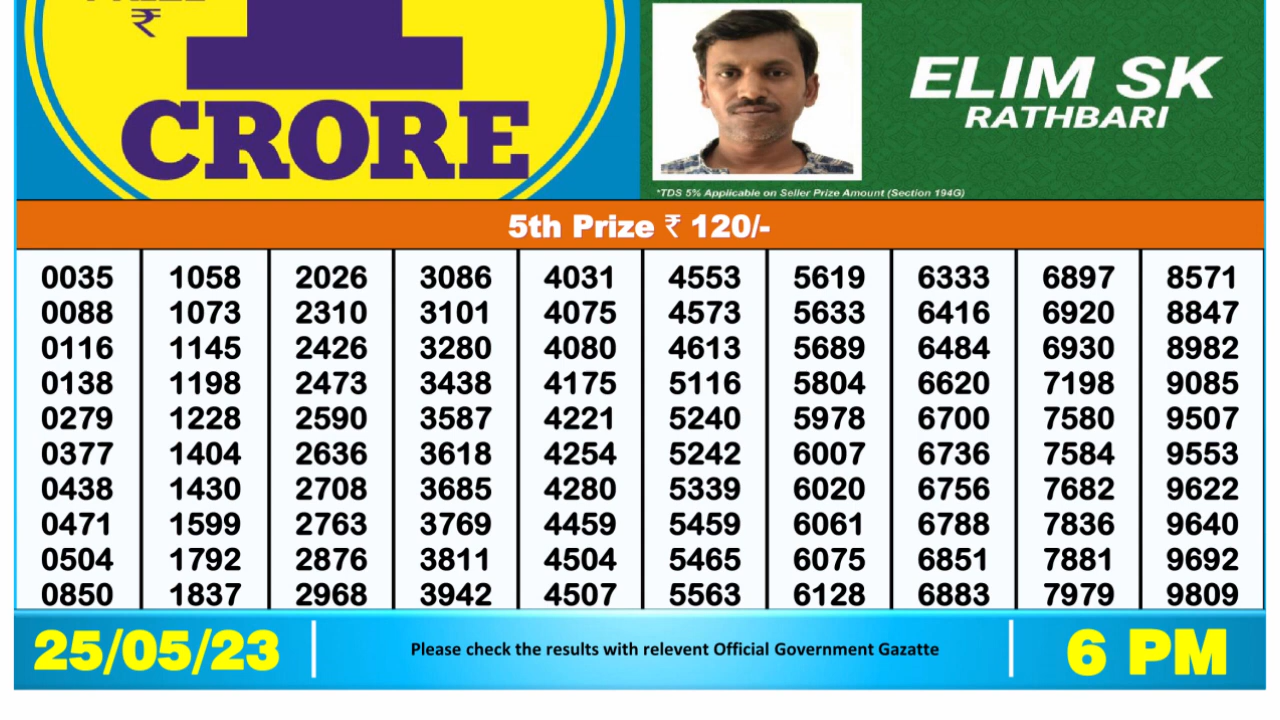 ₹
1
CRORE
ELIM SK
RATHBARI
*TDS 5% Applicable on Seller Prize Amount (Section 194G)
5th Prize ₹ 120/-
0035 1058 2026 3086 4031 4553 5619 6333 6897 8571
0088 1073 2310 3101 4075 4573 5633 6416 6920 8847
0116 1145 2426 3280 4080 4613 5689 6484 6930 8982
0138 1198 2473 3438 4175 5116 5804 6620 7198 9085
0279 1228 2590 3587 4221 5240 5978 6700 7580 9507
0377 1404 2636 3618 4254 5242 6007 6736 7584 9553
0438 1430 2708 3685 4280 5339 6020 6756 7682 9622
0471 1599 2763 3769 4459 5459 6061 6788 7836 9640
0504 1792 2876 3811 4504 5465 6075 6851 7881 9692
0850 1837 2968 3942 4507 5563 6128 6883 7979 9809
25/05/23
Please check the results with relevent Official Government Gazatte
6 PM